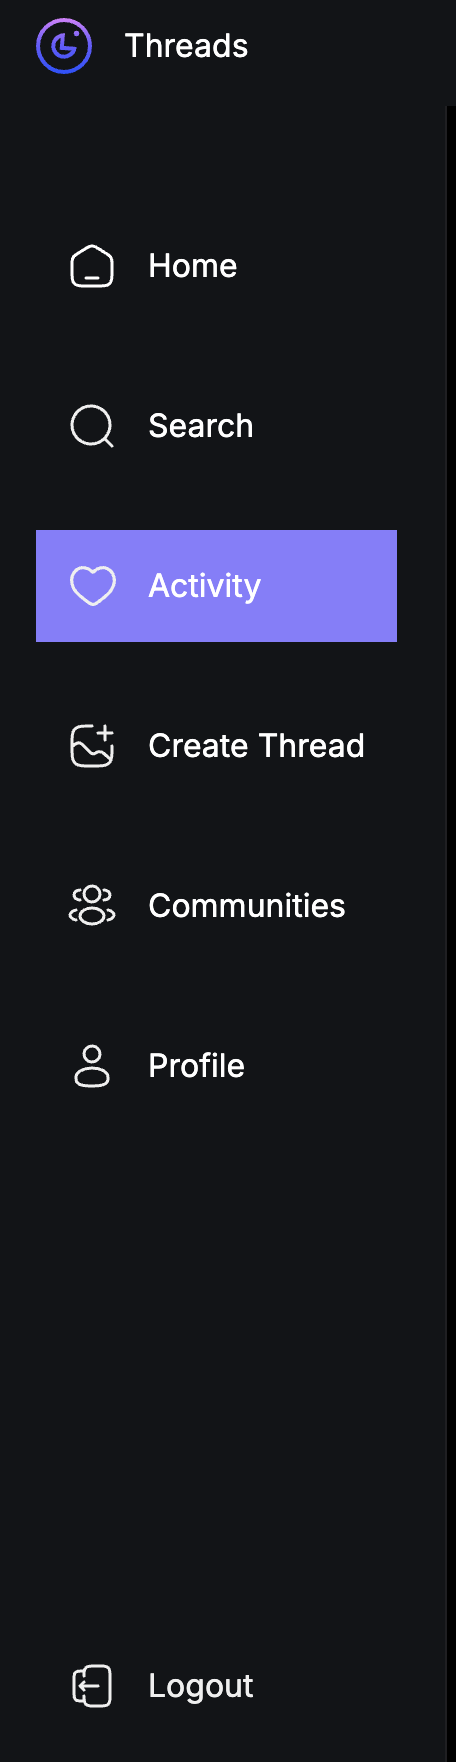 Threads
Home
Search
Activity
Create Thread
Communities
Profile
Logout